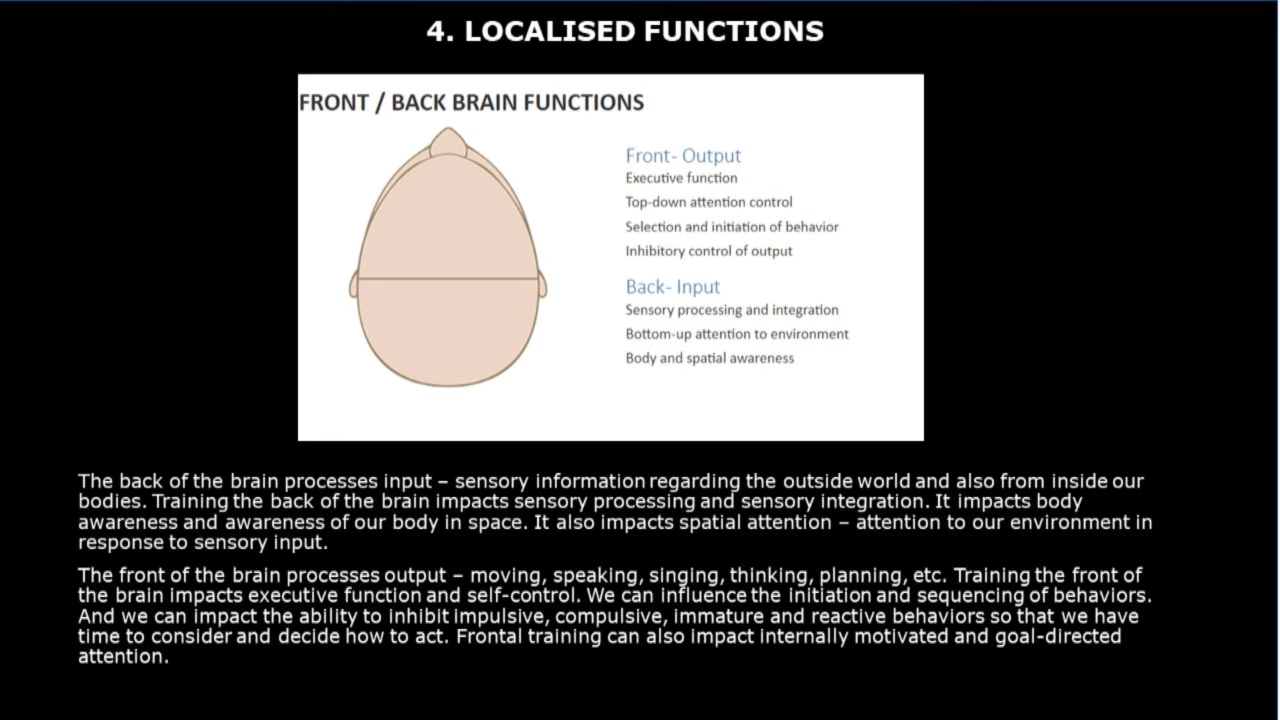 4. LOCALISED FUNCTIONS
FRONT / BACK BRAIN FUNCTIONS
Front- Output
Executive function
Top-down attention control
Selection and initiation of behavior
Inhibitory control of output
Back- Input
Sensory processing and integration
Bottom-up attention to environment
Body and spatial awareness
The back of the brain processes input – sensory information regarding the outside world and also from inside our
bodies. Training the back of the brain impacts sensory processing and sensory integration. It impacts body
awareness and awareness of our body in space. It also impacts spatial attention – attention to our environment in
response to sensory input.
The front of the brain processes output – moving, speaking, singing, thinking, planning, etc. Training the front of
the brain impacts executive function and self-control. We can influence the initiation and sequencing of behaviors.
And we can impact the ability to inhibit impulsive, compulsive, immature and reactive behaviors so that we have
time to consider and decide how to act. Frontal training can also impact internally motivated and goal-directed
attention.